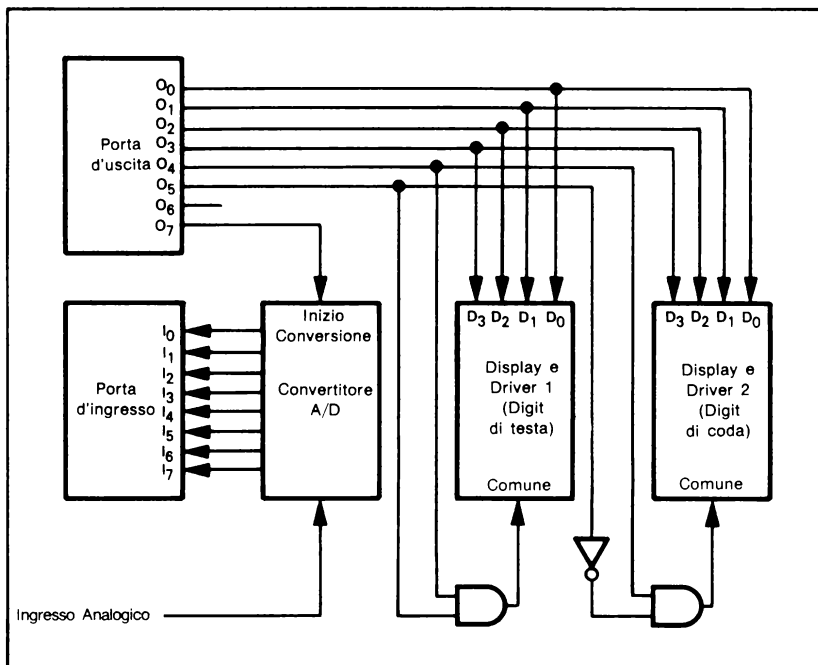 Porta
d'uscita
O0
O1
O2
O3
O4
O5
O6
O7
Porta
d'ingresso
I0
I1
I2
I3
I4
I5
I6
I7
Inizio
Conversione
Convertitore
A/D
D3 D2 D1 D0
Display e
Driver 1
(Digit
di testa)
Comune
D3 D2 D1 D0
Display e
Driver 2
(Digit
di coda)
Comune
Ingresso Analogico